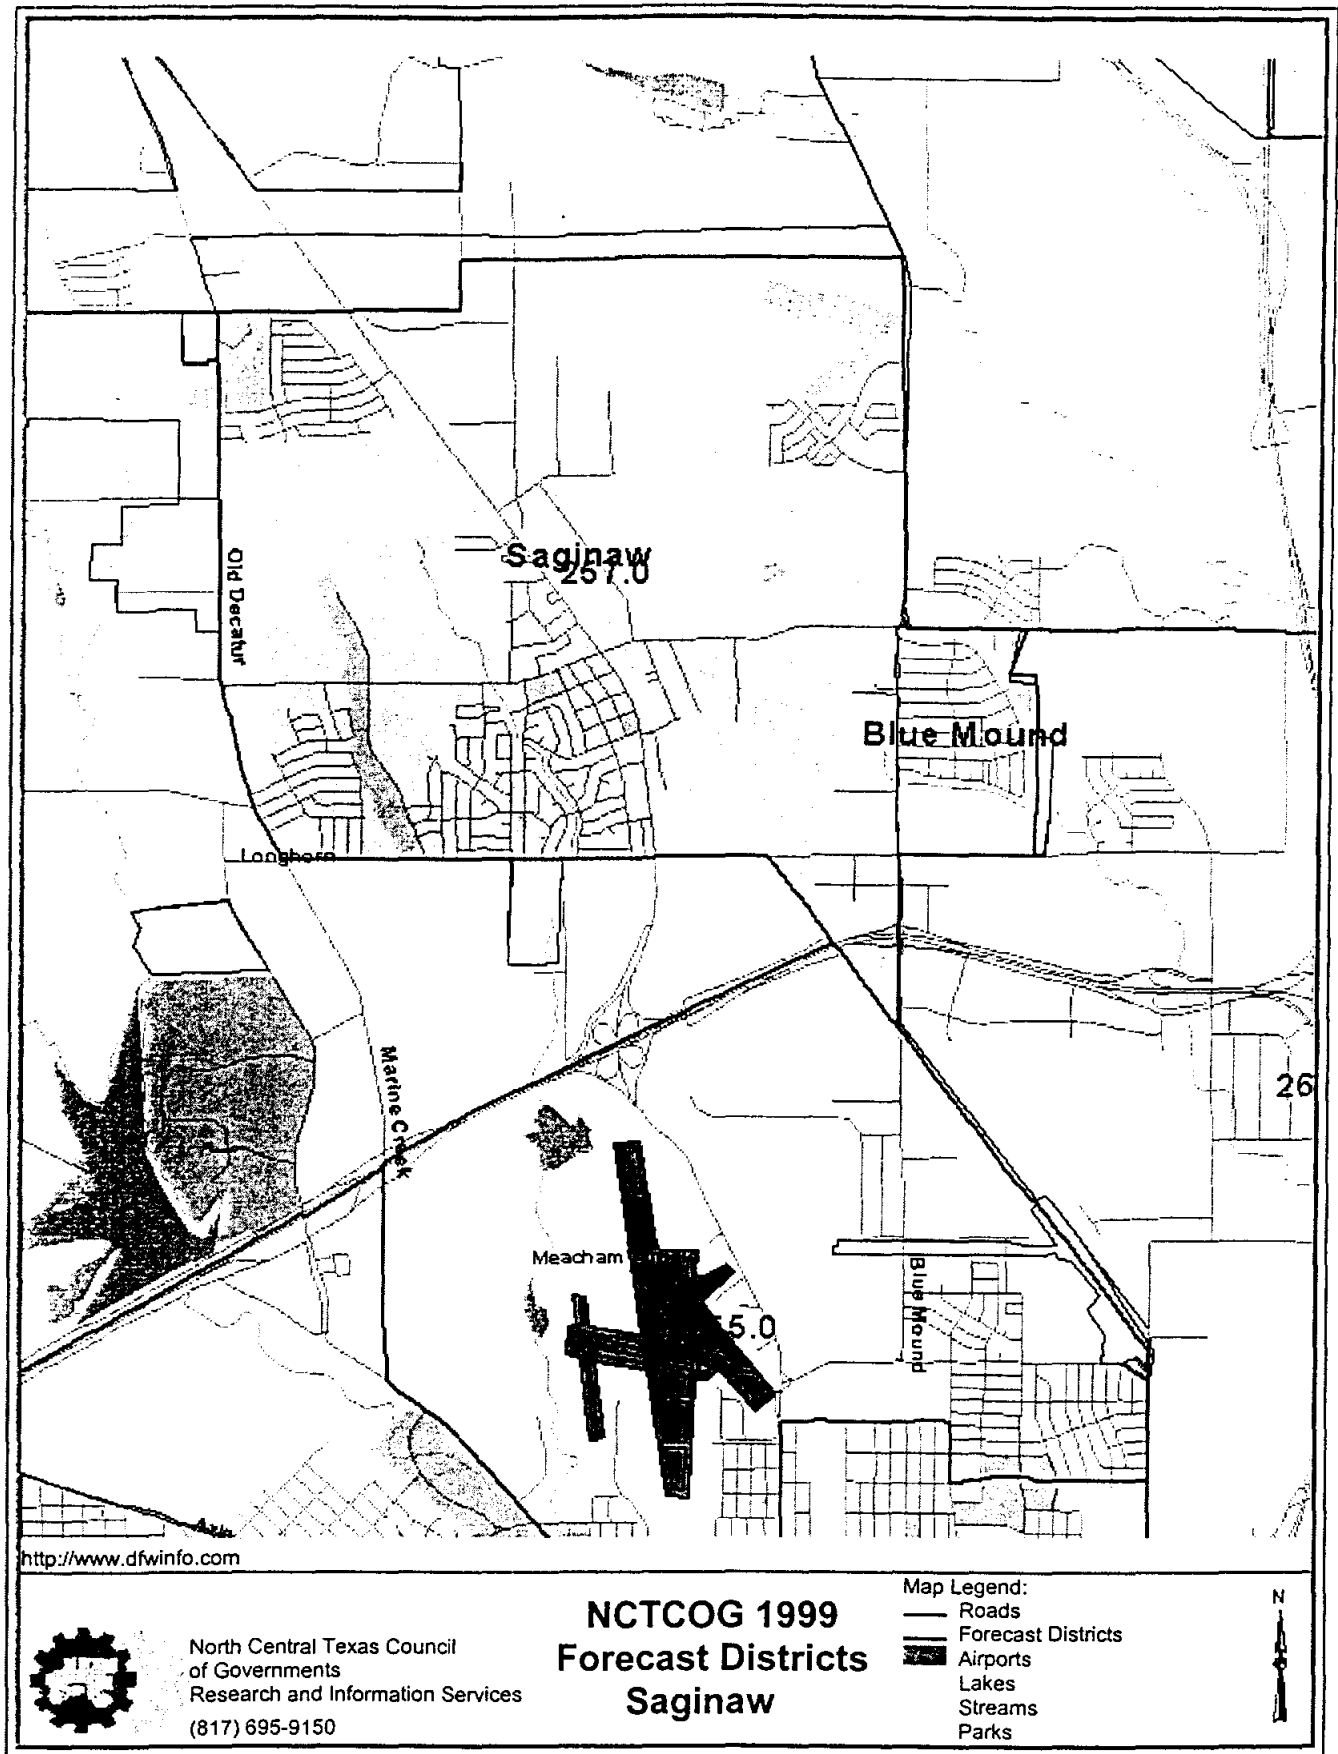 Saginaw
257.0
Old Decatur
Blue Mound
Longhorn
Marine Creek
26
Meacham
5.0
Blue Mound
http://www.dfwinfo.com
North Central Texas Council
of Governments
Research and Information Services
(817) 695-9150
NCTCOG 1999
Forecast Districts
Saginaw
Map Legend:
Roads
Forecast Districts
Airports
Lakes
Streams
Parks
N